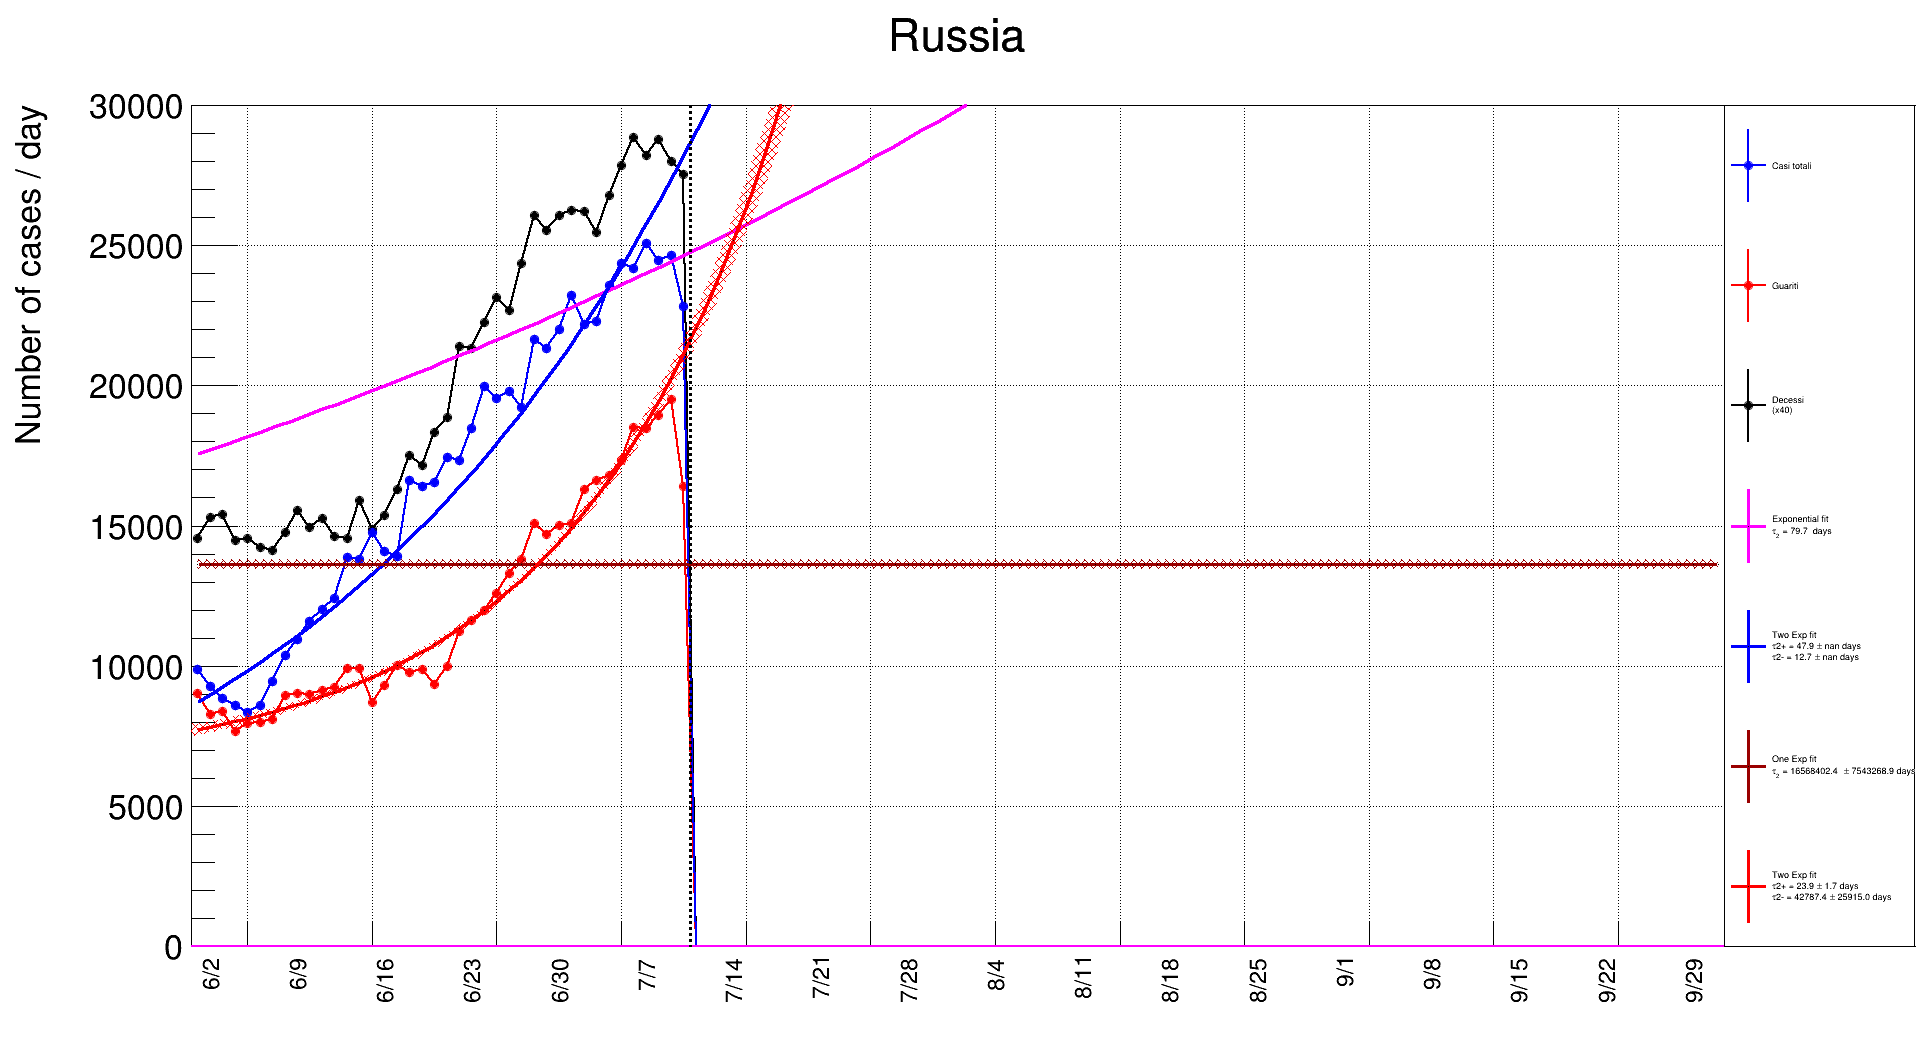 Russia
Number of cases / day
30000
25000
20000
15000
10000
5000
0
6/2 6/9 6/16 6/23 6/30 7/7 7/14 7/21 7/28 8/4 8/11 8/18 8/25 9/1 9/8 9/15 9/22 9/29
Casi totali
Guariti
Decessi
(x40)
Exponential fit
τ2 = 79.7 days
Two Exp fit
τ2+ = 47.9 ± nan days
τ2- = 12.7 ± nan days
One Exp fit
τ2 = 16568402.4 ± 7543268.9 days
Two Exp fit
τ2+ = 23.9 ± 1.7 days
τ2- = 42787.4 ± 25915.0 days